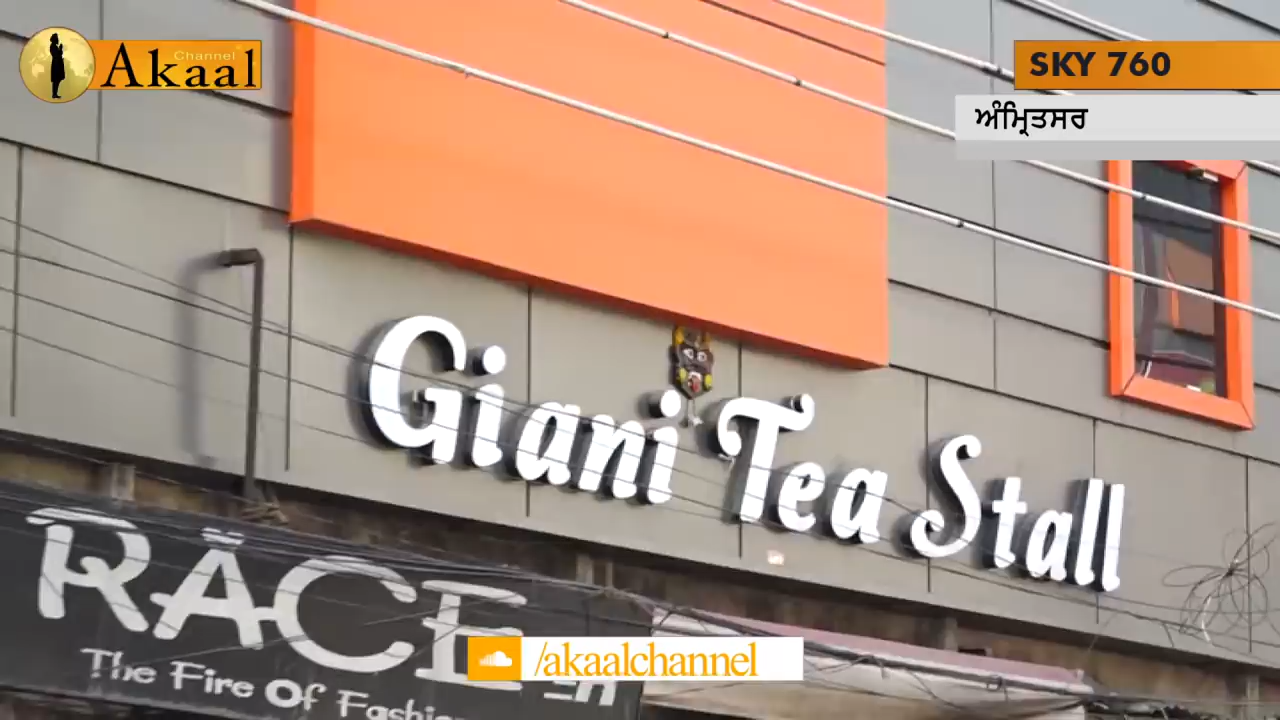 Akaal
Channel
SKY 760
ਅੰਮ੍ਰਿਤਸਰ
Giani Tea Stall
RACE
The Fire Of
/akaalchannel